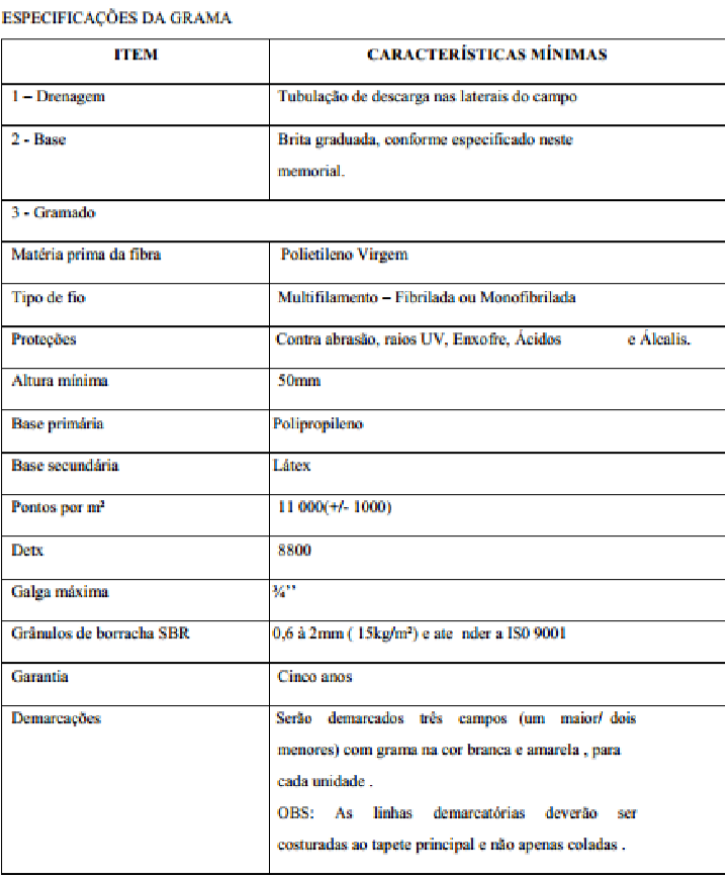 ESPECIFICAÇÕES DA GRAMA
ITEM CARACTERÍSTICAS MÍNIMAS
1 – Drenagem Tubulação de descarga nas laterais do campo
2 - Base Brita graduada, conforme especificado neste
memorial.
3 - Gramado
Matéria prima da fibra Polietileno Virgem
Tipo de fio Multifilamento – Fibrilada ou Monofibrilada
Proteções Contra abrasão, raios UV, Enxofre, Ácidos e Álcalis.
Altura mínima 50mm
Base primária Polipropileno
Base secundária Látex
Pontos por m² 11 000(+/- 1000)
Detx 8800
Galga máxima ¾’’
Grânulos de borracha SBR 0,6 à 2mm ( 15kg/m²) e ate nder a IS0 9001
Garantia Cinco anos
Demarcações Serão demarcados três campos (um maior/ dois
menores) com grama na cor branca e amarela , para
cada unidade .
OBS: As linhas demarcatórias deverão ser
costuradas ao tapete principal e não apenas coladas .